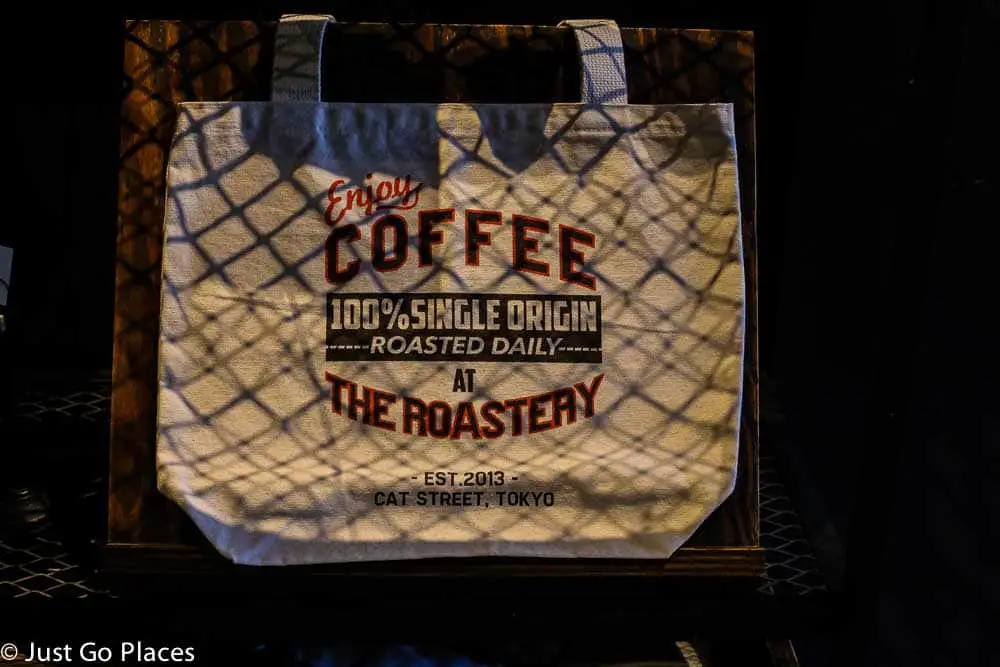 Enjoy
COFFEE
100% SINGLE ORIGIN
------ROASTED DAILY------
AT
THE ROASTERY
- EST.2013 -
CAT STREET, TOKYO
© Just Go Places